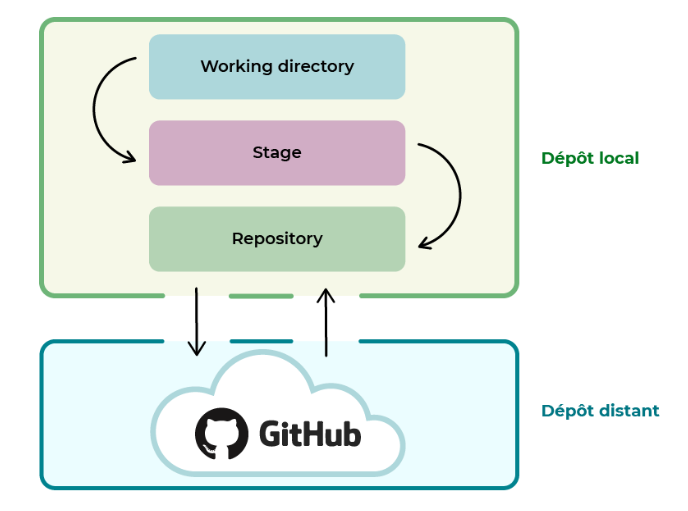 Working directory
Stage
Dépôt local
Repository
GitHub
Dépôt distant